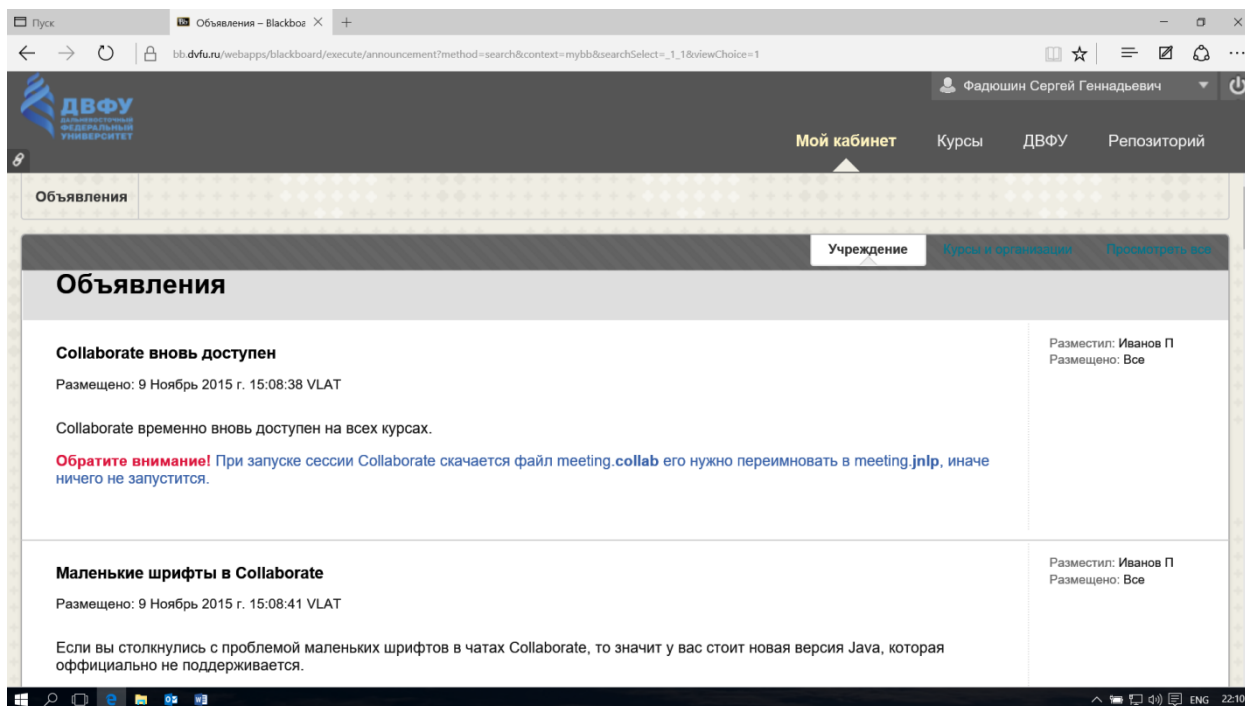 Пуск
Объявления – Blackboa
bb.dvfu.ru/webapps/blackboard/execute/announcement?method=search&context=mybb&searchSelect=_1_1&viewChoice=1
Фадюшин Сергей Геннадьевич
ДВФУ
ДАЛЬНЕВОСТОЧНЫЙ
ФЕДЕРАЛЬНЫЙ
УНИВЕРСИТЕТ
Мой кабинет Курсы ДВФУ Репозиторий
Объявления
Учреждение Курсы и организации Просмотреть все
Объявления
Collaborate вновь доступен
Размещено: 9 Ноябрь 2015 г. 15:08:38 VLAT
Разместил: Иванов П
Размещено: Все
Collaborate временно вновь доступен на всех курсах.
Обратите внимание! При запуске сессии Collaborate скачается файл meeting.collab его нужно переимновать в meeting.jnlp, иначе
ничего не запустится.
Маленькие шрифты в Collaborate
Размещено: 9 Ноябрь 2015 г. 15:08:41 VLAT
Разместил: Иванов П
Размещено: Все
Если вы столкнулись с проблемой маленьких шрифтов в чатах Collaborate, то значит у вас стоит новая версия Java, которая
оффициально не поддерживается.
ENG 22:10